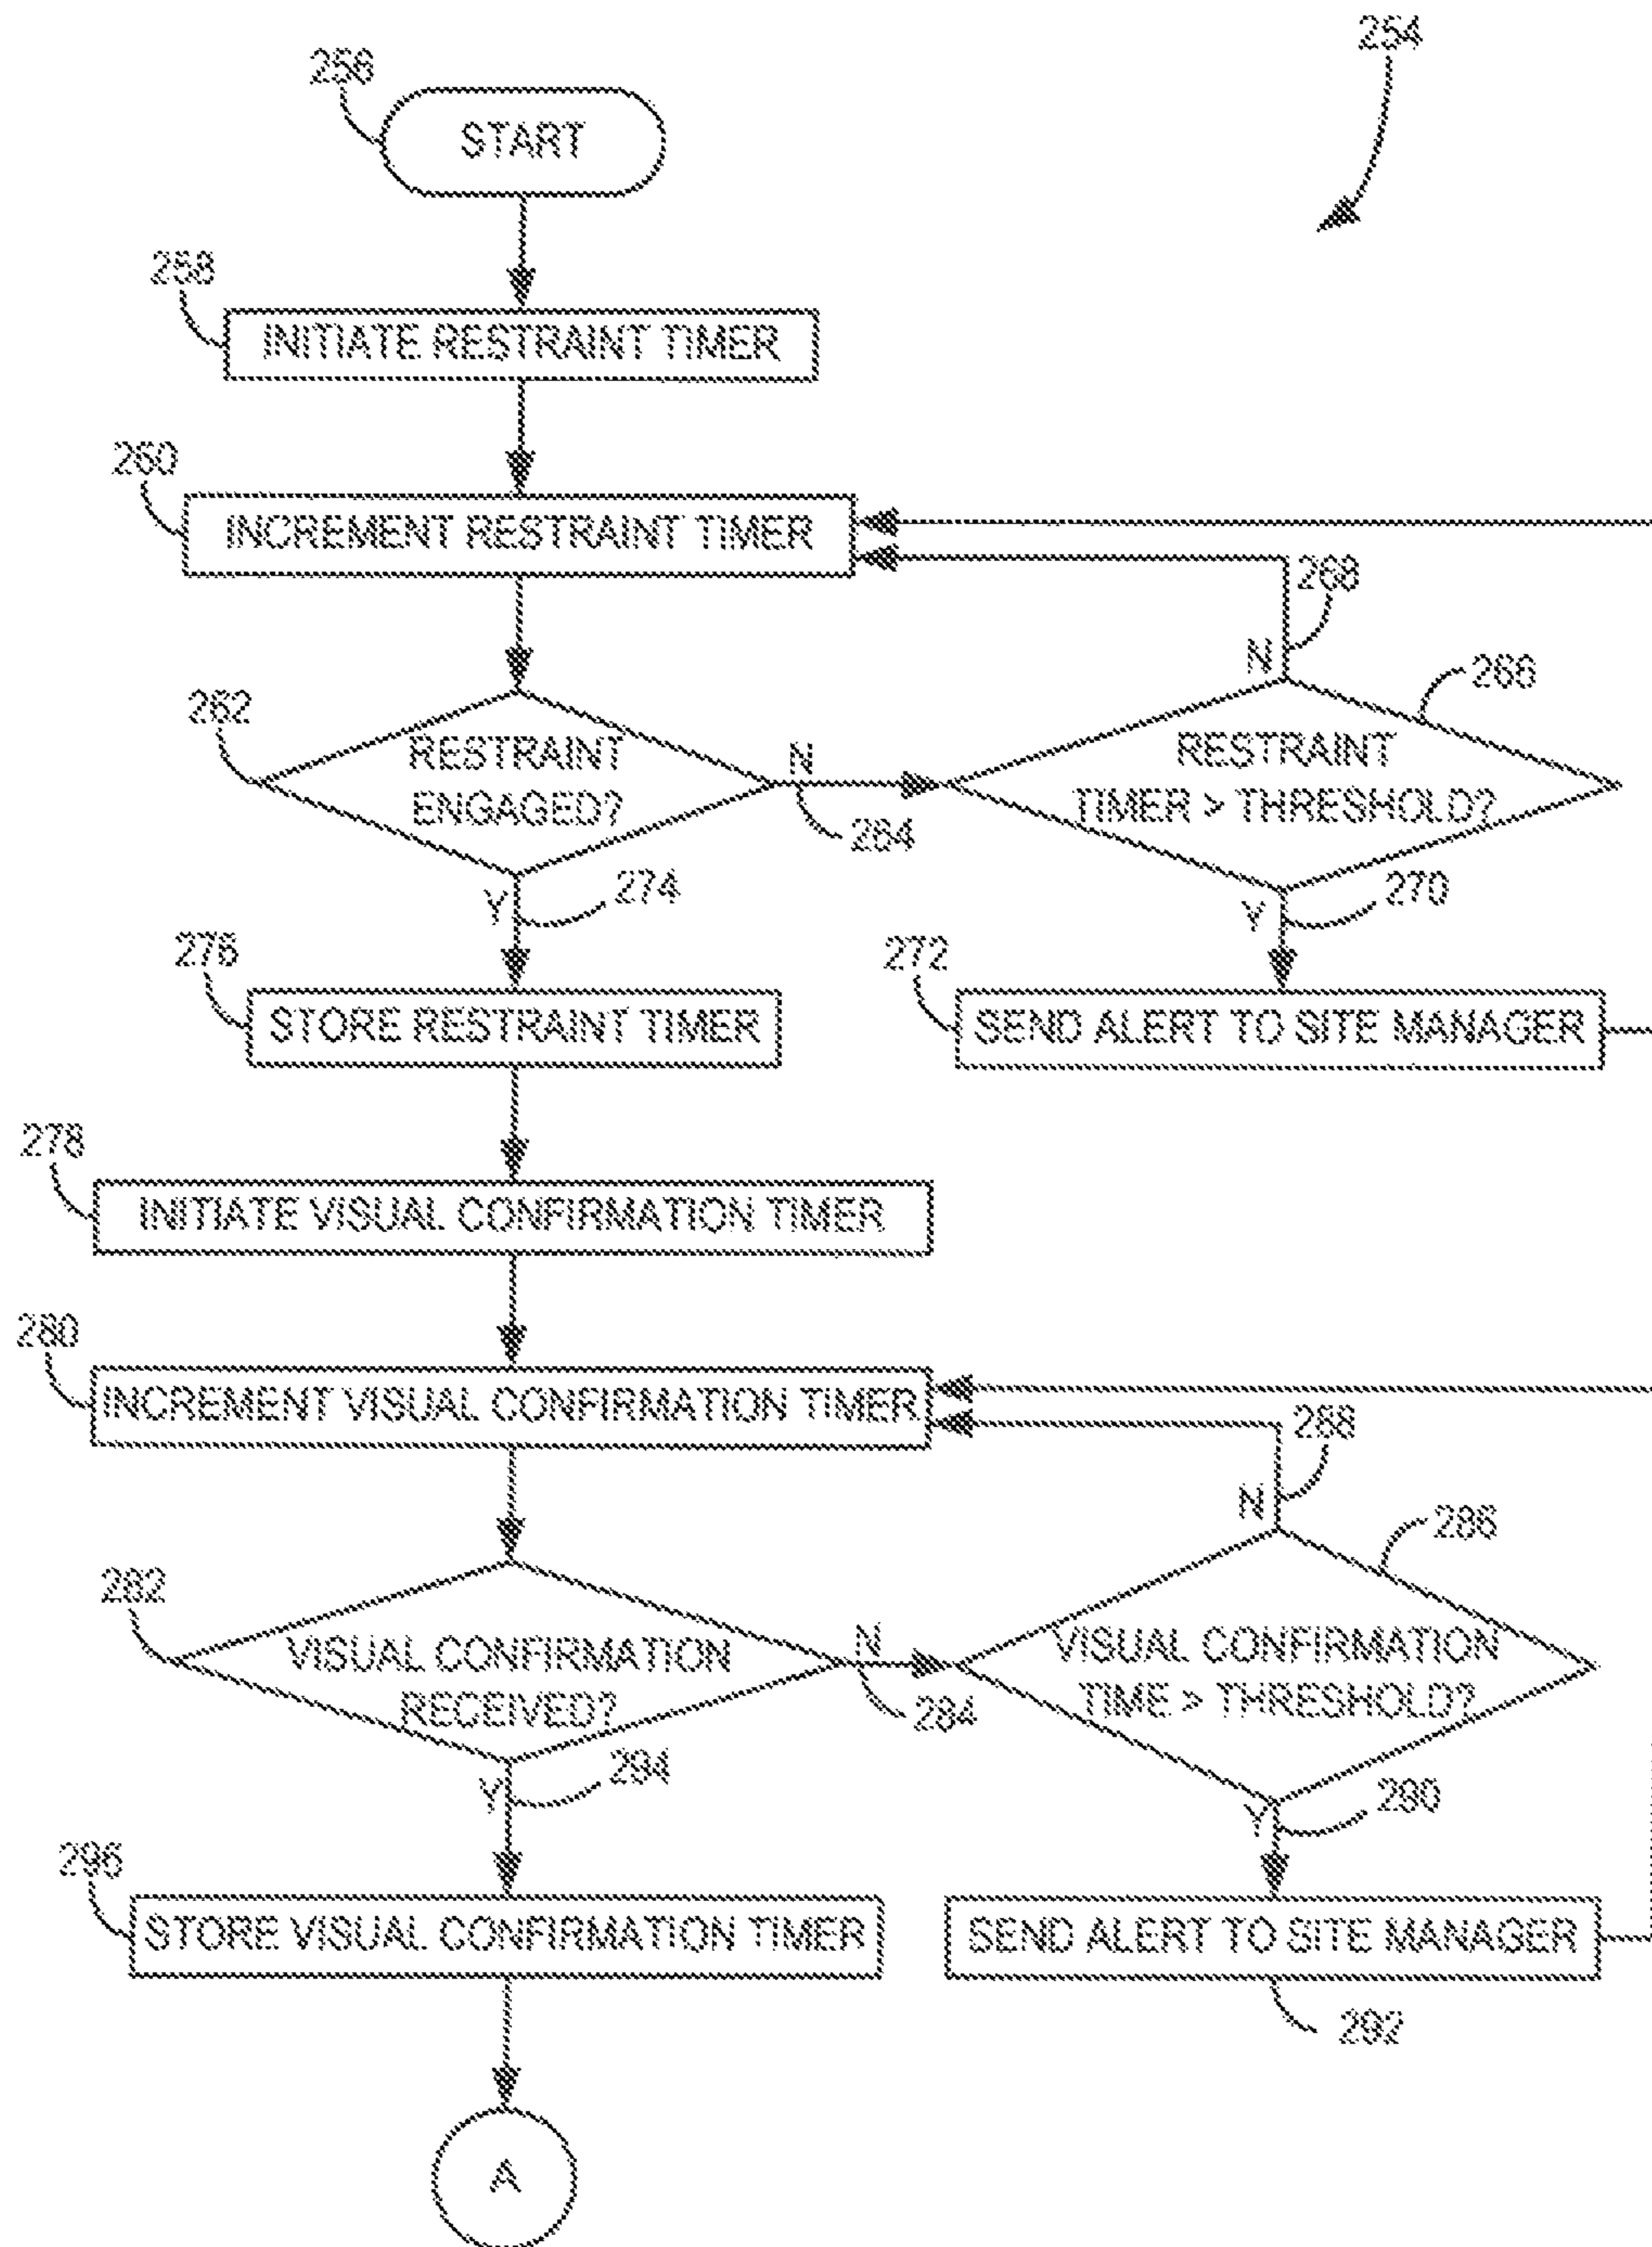 254
256
START
258
INITIATE RESTRAINT TIMER
260
INCREMENT RESTRAINT TIMER
268
N
266
262
RESTRAINT
ENGAGED?
N
264
RESTRAINT
TIMER > THRESHOLD?
Y
274
Y
270
276
STORE RESTRAINT TIMER
272
SEND ALERT TO SITE MANAGER
278
INITIATE VISUAL CONFIRMATION TIMER
280
INCREMENT VISUAL CONFIRMATION TIMER
288
N
286
282
VISUAL CONFIRMATION
RECEIVED?
N
284
VISUAL CONFIRMATION
TIME > THRESHOLD?
Y
294
Y
290
296
STORE VISUAL CONFIRMATION TIMER
SEND ALERT TO SITE MANAGER
292
A